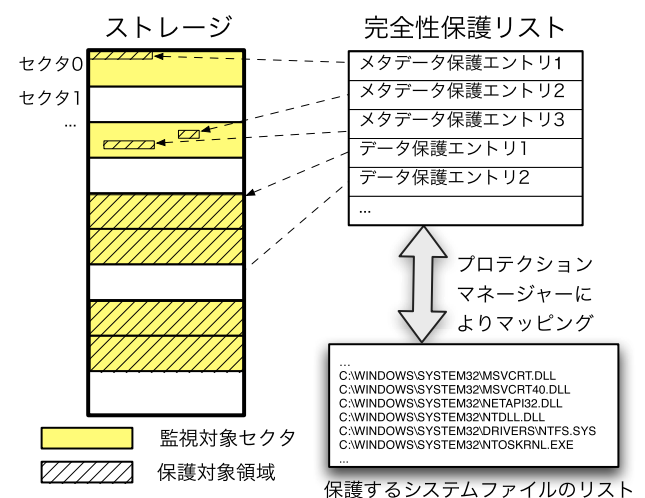 ストレージ
完全性保護リスト
セクタ0
セクタ1
...
メタデータ保護エントリ1
メタデータ保護エントリ2
メタデータ保護エントリ3
データ保護エントリ1
データ保護エントリ2
...
プロテクション
マネージャーに
よりマッピング
...
C:\WINDOWS\SYSTEM32\MSVCRT.DLL
C:\WINDOWS\SYSTEM32\MSVCRT40.DLL
C:\WINDOWS\SYSTEM32\NETAPI32.DLL
C:\WINDOWS\SYSTEM32\NTDLL.DLL
C:\WINDOWS\SYSTEM32\DRIVERS\NTFS.SYS
C:\WINDOWS\SYSTEM32\NTOSKRNL.EXE
...
監視対象セクタ
保護対象領域
保護するシステムファイルのリスト